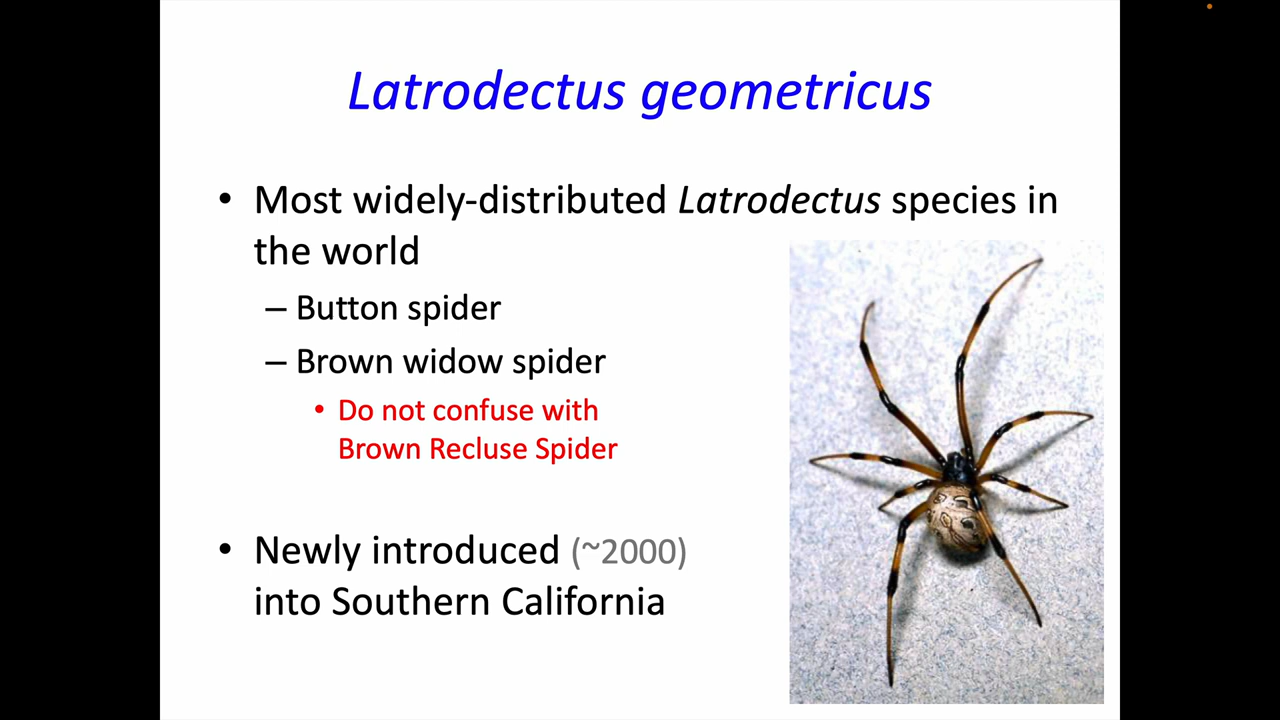 Latrodectus geometricus
• Most widely-distributed Latrodectus species in
the world
– Button spider
– Brown widow spider
• Do not confuse with
Brown Recluse Spider
• Newly introduced (~2000)
into Southern California